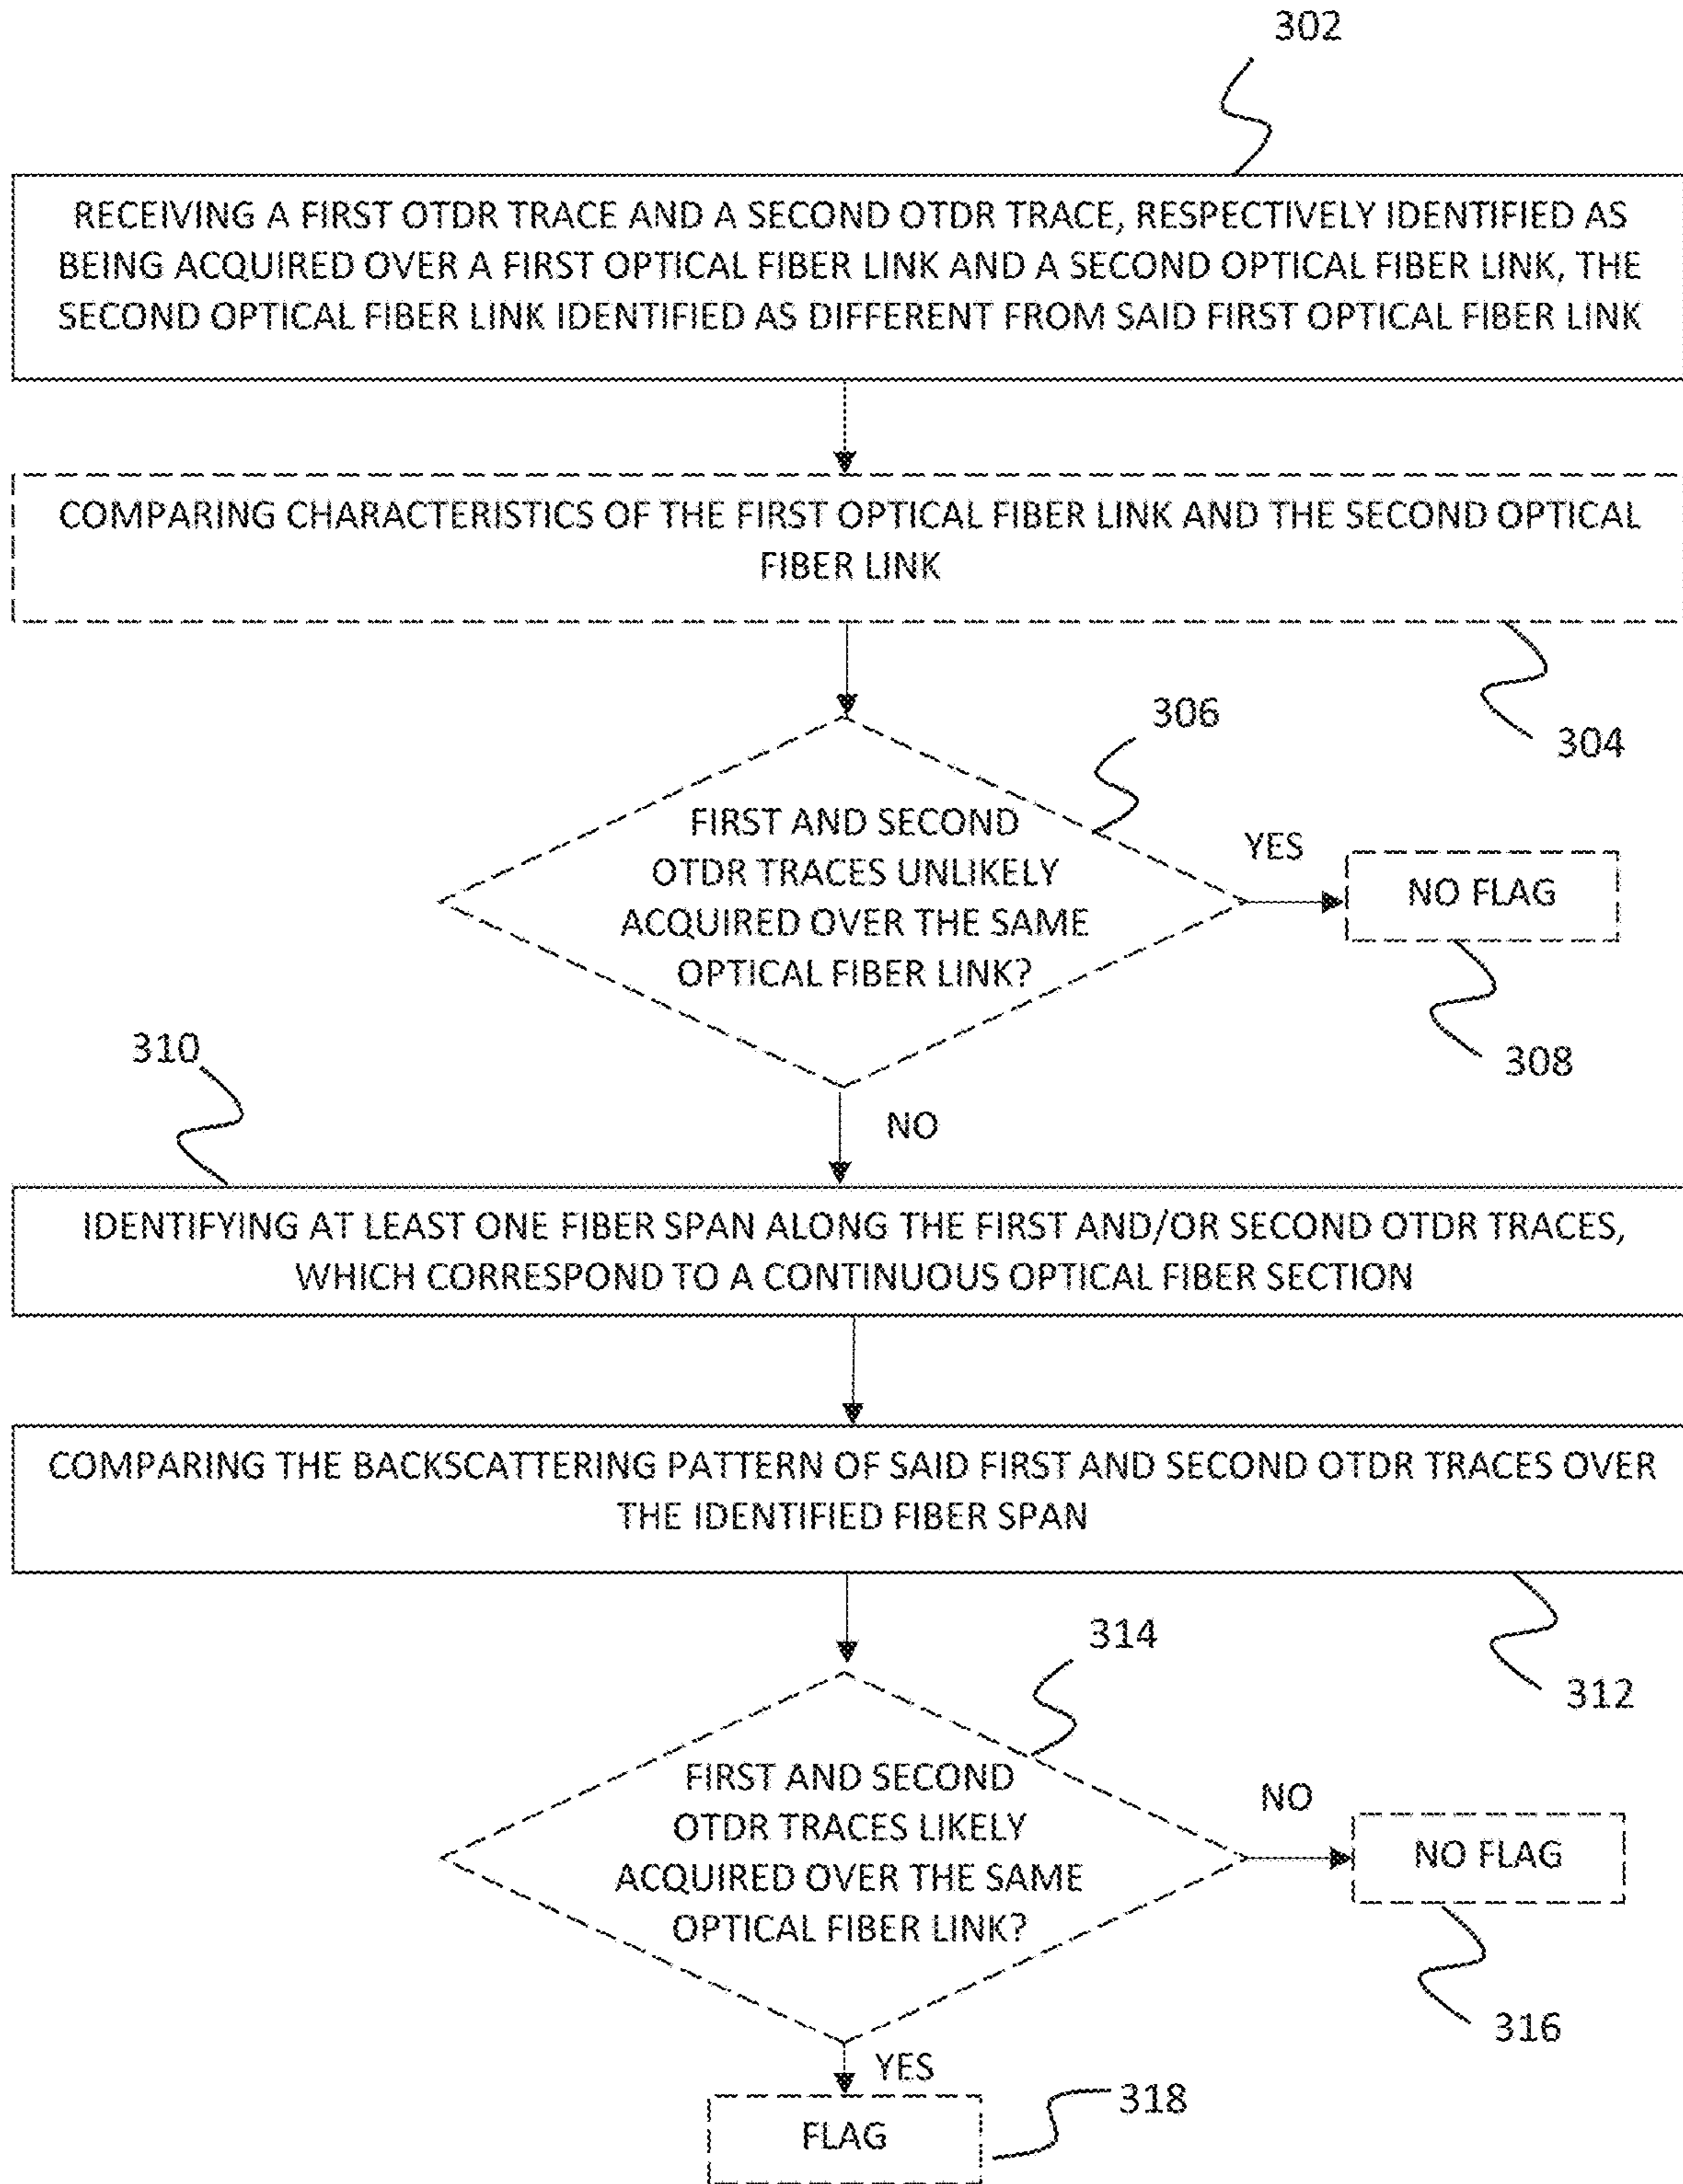 302
RECEIVING A FIRST OTDR TRACE AND A SECOND OTDR TRACE, RESPECTIVELY IDENTIFIED AS
BEING ACQUIRED OVER A FIRST OPTICAL FIBER LINK AND A SECOND OPTICAL FIBER LINK, THE
SECOND OPTICAL FIBER LINK IDENTIFIED AS DIFFERENT FROM SAID FIRST OPTICAL FIBER LINK
COMPARING CHARACTERISTICS OF THE FIRST OPTICAL FIBER LINK AND THE SECOND OPTICAL
FIBER LINK
304
306
FIRST AND SECOND
OTDR TRACES UNLIKELY
ACQUIRED OVER THE SAME
OPTICAL FIBER LINK?
YES
NO FLAG
308
310
NO
IDENTIFYING AT LEAST ONE FIBER SPAN ALONG THE FIRST AND/OR SECOND OTDR TRACES,
WHICH CORRESPOND TO A CONTINUOUS OPTICAL FIBER SECTION
COMPARING THE BACKSCATTERING PATTERN OF SAID FIRST AND SECOND OTDR TRACES OVER
THE IDENTIFIED FIBER SPAN
312
314
FIRST AND SECOND
OTDR TRACES LIKELY
ACQUIRED OVER THE SAME
OPTICAL FIBER LINK?
NO
NO FLAG
316
YES
FLAG
318